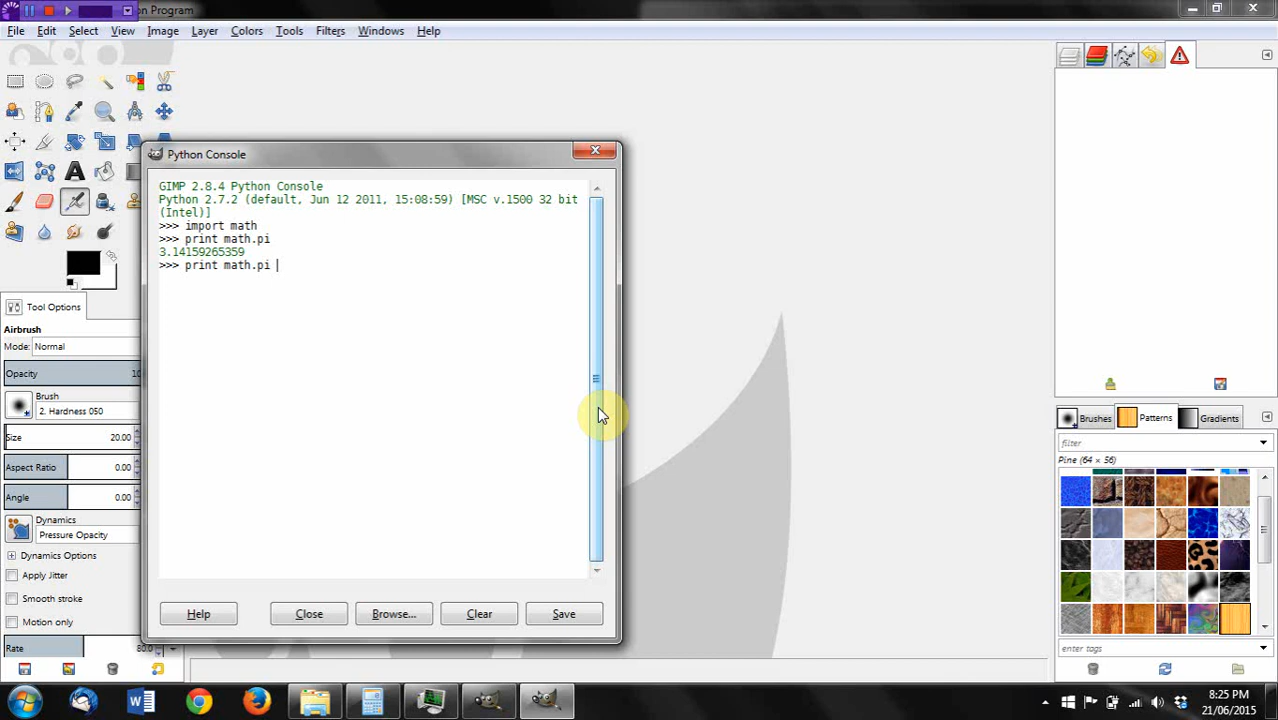 on Program
File Edit Select View Image Layer Colors Tools Filters Windows Help
Python Console
GIMP 2.8.4 Python Console
Python 2.7.2 (default, Jun 12 2011, 15:08:59) [MSC v.1500 32 bit
(Intel)]
>>> import math
>>> print math.pi
3.14159265359
>>> print math.pi
Help Close Browse... Clear Save
Tool Options
Airbrush
Mode: Normal
Opacity 10
Brush
2. Hardness 050
Size 20.00
Aspect Ratio 0.00
Angle 0.00
Dynamics
Pressure Opacity
Dynamics Options
Apply Jitter
Smooth stroke
Motion only
Rate 80.0
Brushes Patterns Gradients
filter
Pine (64 × 56)
enter tags
8:25 PM
21/06/2015